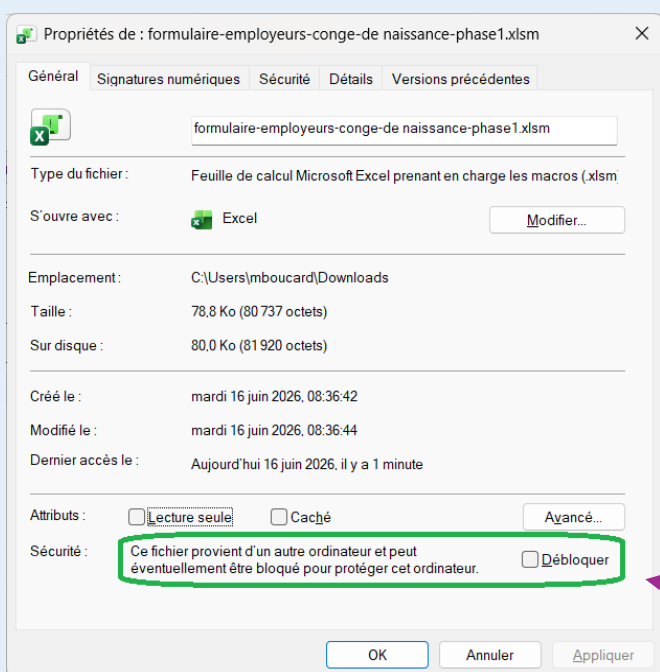 Propriétés de : formulaire-employeurs-conge-de naissance-phase1.xlsm
Général Signatures numériques Sécurité Détails Versions précédentes
formulaire-employeurs-conge-de naissance-phase1.xlsm
Type du fichier : Feuille de calcul Microsoft Excel prenant en charge les macros (.xlsm)
S'ouvre avec : Excel Modifier...
Emplacement : C:\Users\mboucard\Downloads
Taille : 78,8 Ko (80 737 octets)
Sur disque : 80,0 Ko (81 920 octets)
Créé le : mardi 16 juin 2026, 08:36:42
Modifié le : mardi 16 juin 2026, 08:36:44
Dernier accès le : Aujourd'hui 16 juin 2026, il y a 1 minute
Attributs : Lecture seule Caché Avancé...
Sécurité : Ce fichier provient d'un autre ordinateur et peut
éventuellement être bloqué pour protéger cet ordinateur. Débloquer
OK Annuler Appliquer